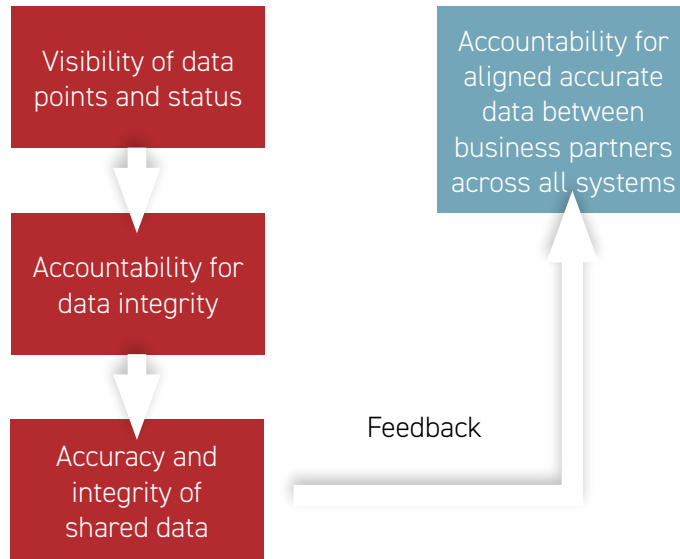 Visibility of data
points and status
Accountability for
data integrity
Accuracy and
integrity of
shared data
Feedback
Accountability for
aligned accurate
data between
business partners
across all systems